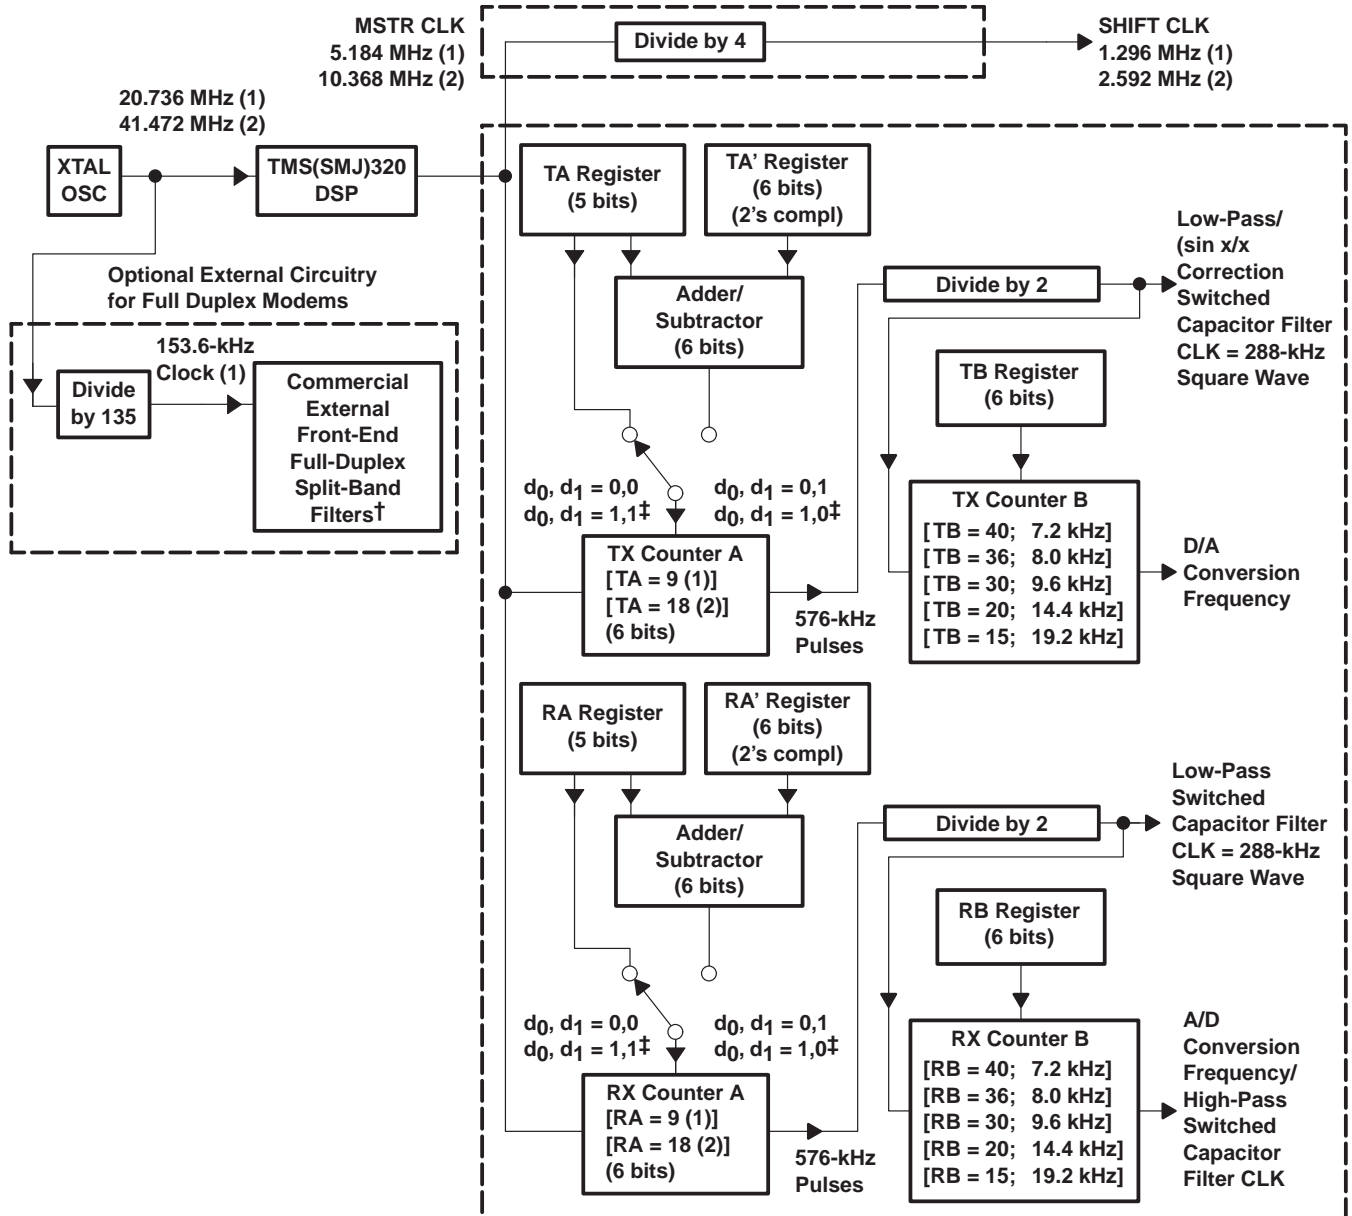 MSTR CLK
5.184 MHz (1)
10.368 MHz (2)
Divide by 4
SHIFT CLK
1.296 MHz (1)
2.592 MHz (2)
20.736 MHz (1)
41.472 MHz (2)
XTAL
OSC
TMS(SMJ)320
DSP
Optional External Circuitry
for Full Duplex Modems
153.6-kHz
Clock (1)
Divide
by 135
Commercial
External
Front-End
Full-Duplex
Split-Band
Filters†
TA Register
(5 bits)
TA' Register
(6 bits)
(2's compl)
Adder/
Subtractor
(6 bits)
d0, d1 = 0,0
d0, d1 = 1,1‡
d0, d1 = 0,1
d0, d1 = 1,0‡
TX Counter A
[TA = 9 (1)]
[TA = 18 (2)]
(6 bits)
576-kHz
Pulses
Divide by 2
Low-Pass/
(sin x/x
Correction
Switched
Capacitor Filter
CLK = 288-kHz
Square Wave
TB Register
(6 bits)
TX Counter B
[TB = 40; 7.2 kHz]
[TB = 36; 8.0 kHz]
[TB = 30; 9.6 kHz]
[TB = 20; 14.4 kHz]
[TB = 15; 19.2 kHz]
D/A
Conversion
Frequency
RA Register
(5 bits)
RA' Register
(6 bits)
(2's compl)
Adder/
Subtractor
(6 bits)
d0, d1 = 0,0
d0, d1 = 1,1‡
d0, d1 = 0,1
d0, d1 = 1,0‡
RX Counter A
[RA = 9 (1)]
[RA = 18 (2)]
(6 bits)
576-kHz
Pulses
Divide by 2
Low-Pass
Switched
Capacitor Filter
CLK = 288-kHz
Square Wave
RB Register
(6 bits)
RX Counter B
[RB = 40; 7.2 kHz]
[RB = 36; 8.0 kHz]
[RB = 30; 9.6 kHz]
[RB = 20; 14.4 kHz]
[RB = 15; 19.2 kHz]
A/D
Conversion
Frequency/
High-Pass
Switched
Capacitor
Filter CLK